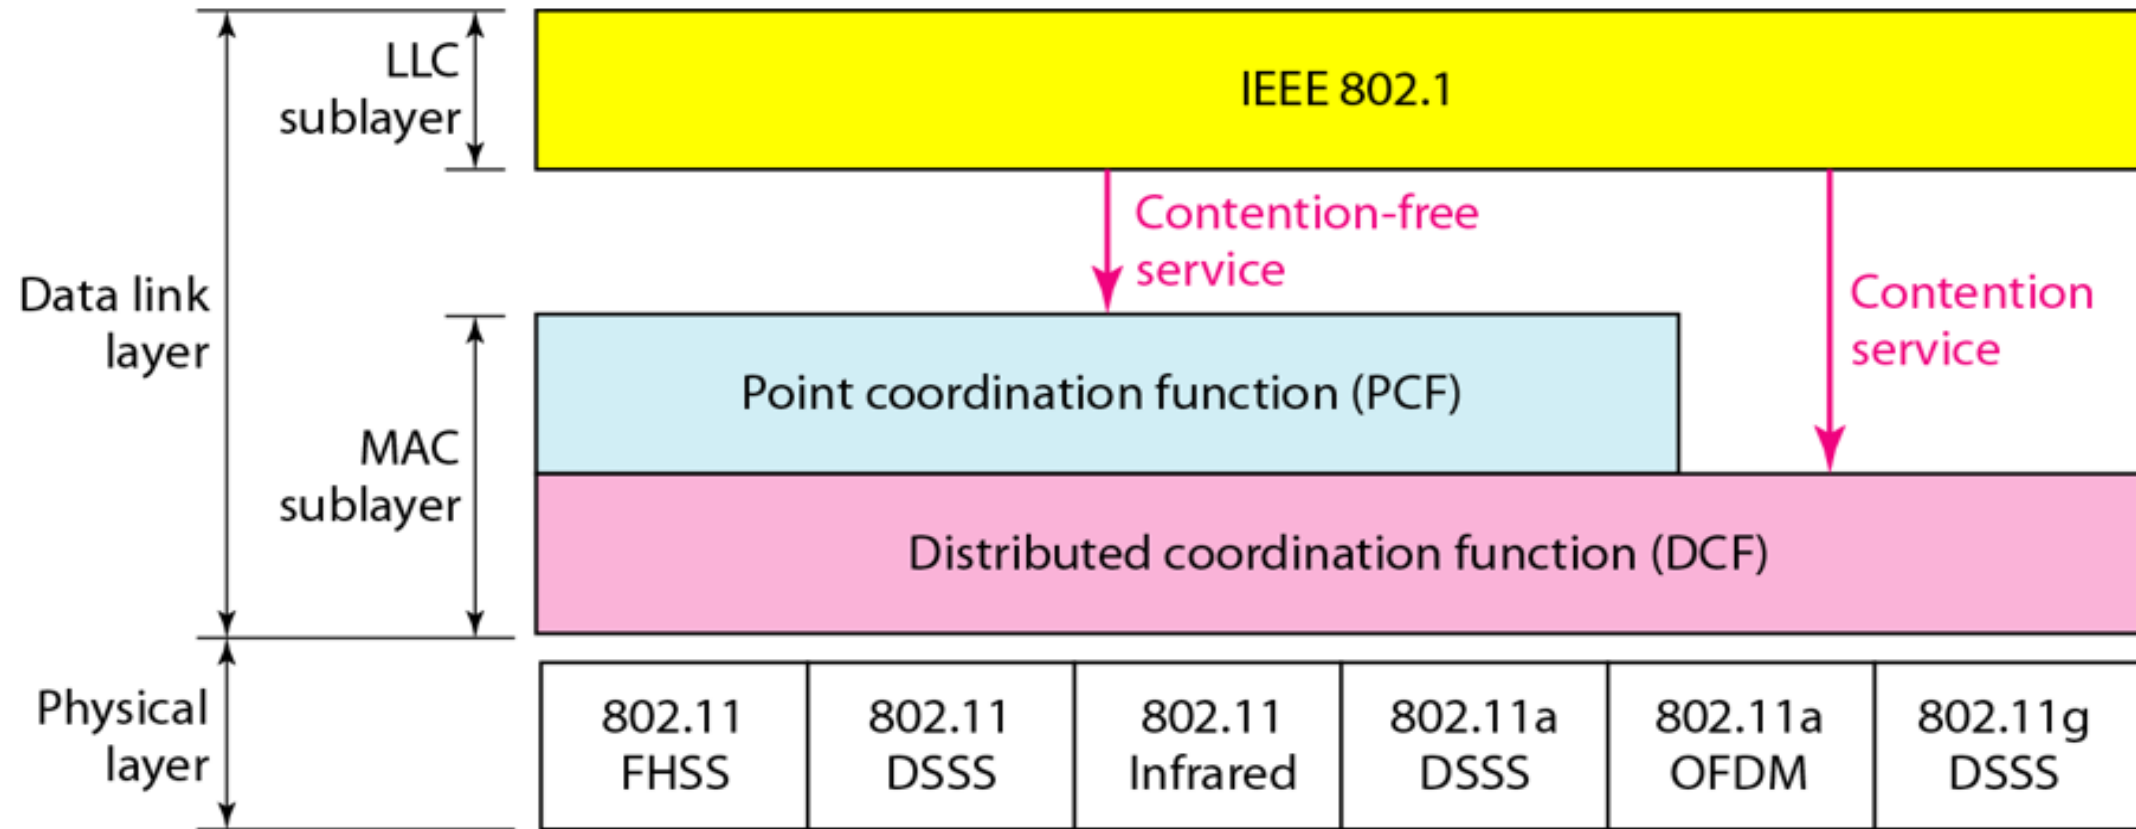 LLC
sublayer
IEEE 802.1
Contention-free
service
Data link
layer
Contention
service
Point coordination function (PCF)
MAC
sublayer
Distributed coordination function (DCF)
Physical
layer
802.11
FHSS
802.11
DSSS
802.11
Infrared
802.11a
DSSS
802.11a
OFDM
802.11g
DSSS